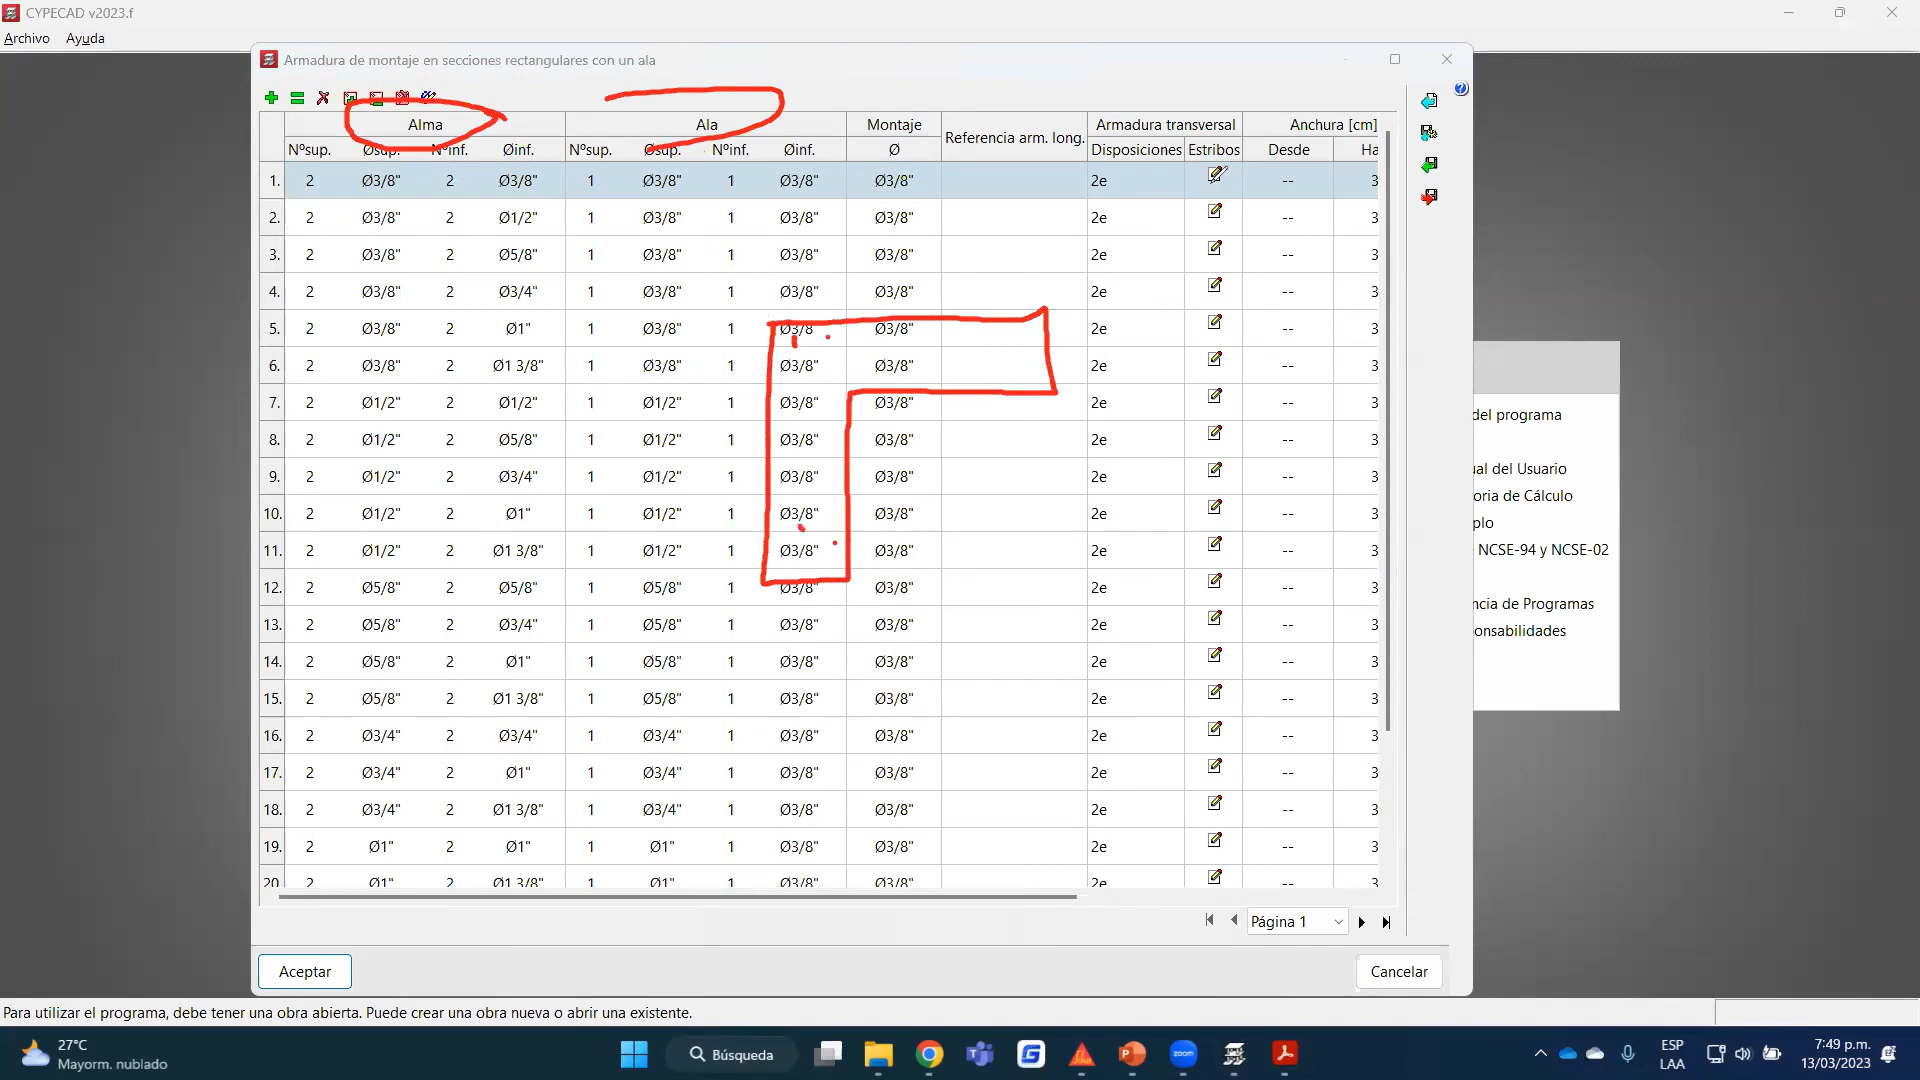 CYPECAD v2023.f
Archivo Ayuda
Armadura de montaje en secciones rectangulares con un ala
Alma Ala Montaje Referencia arm. long. Armadura transversal Anchura [cm]
Nºsup. Øsup. Nºinf. Øinf. Nºsup. Øsup. Nºinf. Øinf. Ø Disposiciones Estribos Desde Ha
1. 2 Ø3/8" 2 Ø3/8" 1 Ø3/8" 1 Ø3/8" Ø3/8" 2e -- 3
2. 2 Ø3/8" 2 Ø1/2" 1 Ø3/8" 1 Ø3/8" Ø3/8" 2e -- 3
3. 2 Ø3/8" 2 Ø5/8" 1 Ø3/8" 1 Ø3/8" Ø3/8" 2e -- 3
4. 2 Ø3/8" 2 Ø3/4" 1 Ø3/8" 1 Ø3/8" Ø3/8" 2e -- 3
5. 2 Ø3/8" 2 Ø1" 1 Ø3/8" 1 Ø3/8" Ø3/8" 2e -- 3
6. 2 Ø3/8" 2 Ø1 3/8" 1 Ø3/8" 1 Ø3/8" Ø3/8" 2e -- 3
7. 2 Ø1/2" 2 Ø1/2" 1 Ø1/2" 1 Ø3/8" Ø3/8" 2e -- 3
8. 2 Ø1/2" 2 Ø5/8" 1 Ø1/2" 1 Ø3/8" Ø3/8" 2e -- 3
9. 2 Ø1/2" 2 Ø3/4" 1 Ø1/2" 1 Ø3/8" Ø3/8" 2e -- 3
10. 2 Ø1/2" 2 Ø1" 1 Ø1/2" 1 Ø3/8" Ø3/8" 2e -- 3
11. 2 Ø1/2" 2 Ø1 3/8" 1 Ø1/2" 1 Ø3/8" Ø3/8" 2e -- 3
12. 2 Ø5/8" 2 Ø5/8" 1 Ø5/8" 1 Ø3/8" Ø3/8" 2e -- 3
13. 2 Ø5/8" 2 Ø3/4" 1 Ø5/8" 1 Ø3/8" Ø3/8" 2e -- 3
14. 2 Ø5/8" 2 Ø1" 1 Ø5/8" 1 Ø3/8" Ø3/8" 2e -- 3
15. 2 Ø5/8" 2 Ø1 3/8" 1 Ø5/8" 1 Ø3/8" Ø3/8" 2e -- 3
16. 2 Ø3/4" 2 Ø3/4" 1 Ø3/4" 1 Ø3/8" Ø3/8" 2e -- 3
17. 2 Ø3/4" 2 Ø1" 1 Ø3/4" 1 Ø3/8" Ø3/8" 2e -- 3
18. 2 Ø3/4" 2 Ø1 3/8" 1 Ø3/4" 1 Ø3/8" Ø3/8" 2e -- 3
19. 2 Ø1" 2 Ø1" 1 Ø1" 1 Ø3/8" Ø3/8" 2e -- 3
20 2 Ø1" 2 Ø1 3/8" 1 Ø1" 1 Ø3/8" Ø3/8" 2e -- 3
Página 1
Aceptar Cancelar
del programa
ual del Usuario
oria de Cálculo
plo
NCSE-94 y NCSE-02
ncia de Programas
onsabilidades
Para utilizar el programa, debe tener una obra abierta. Puede crear una obra nueva o abrir una existente.
27°C
Mayorm. nublado
Búsqueda
zoom
ESP
LAA
7:49 p.m.
13/03/2023